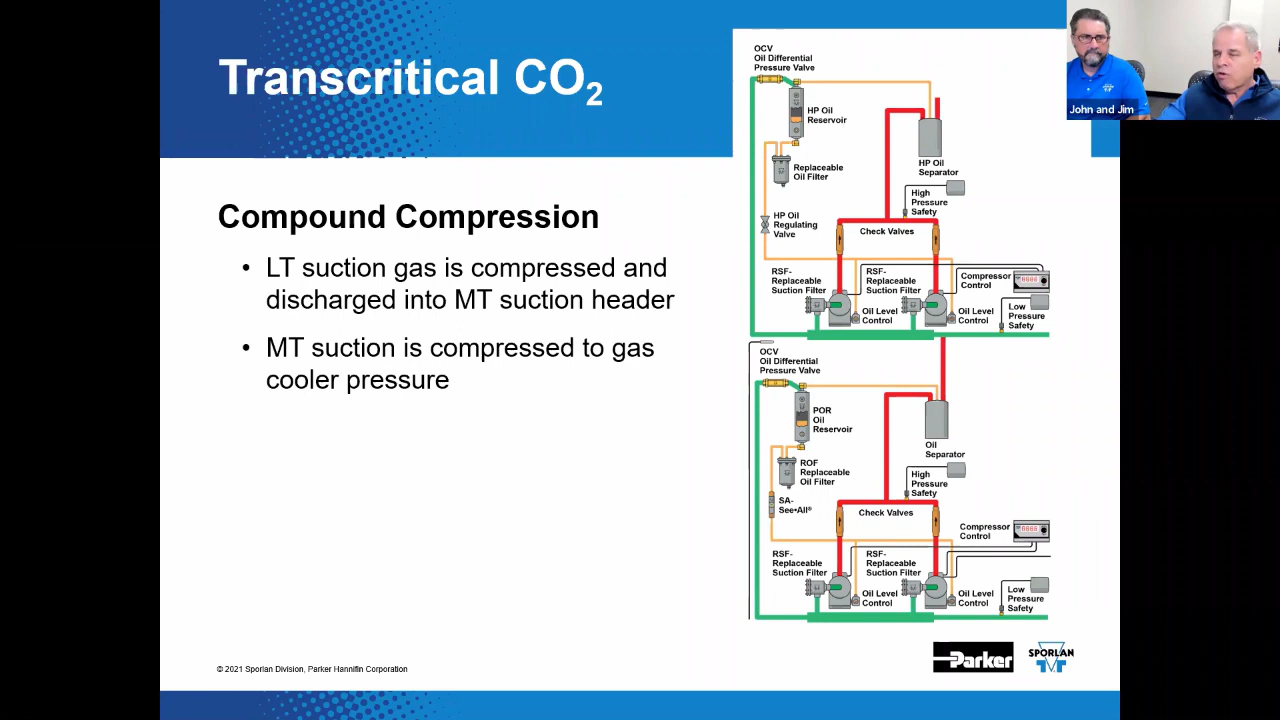 Transcritical CO2
John and Jim
Compound Compression
• LT suction gas is compressed and
discharged into MT suction header
• MT suction is compressed to gas
cooler pressure
OCV
Oil Differential
Pressure Valve
HP Oil
Reservoir
Replaceable
Oil Filter
HP Oil
Separator
High
Pressure
Safety
HP Oil
Regulating
Valve
Check Valves
RSF-
Replaceable
Suction Filter
RSF-
Replaceable
Suction Filter
Compressor
Control
Oil Level
Control
Oil Level
Control
Low
Pressure
Safety
OCV
Oil Differential
Pressure Valve
POR
Oil
Reservoir
Oil
Separator
ROF
Replaceable
Oil Filter
High
Pressure
Safety
SA-
See•All®
Check Valves
Compressor
Control
RSF-
Replaceable
Suction Filter
RSF-
Replaceable
Suction Filter
Oil Level
Control
Oil Level
Control
Low
Pressure
Safety
© 2021 Sporlan Division, Parker Hannifin Corporation
Parker
SPORLAN